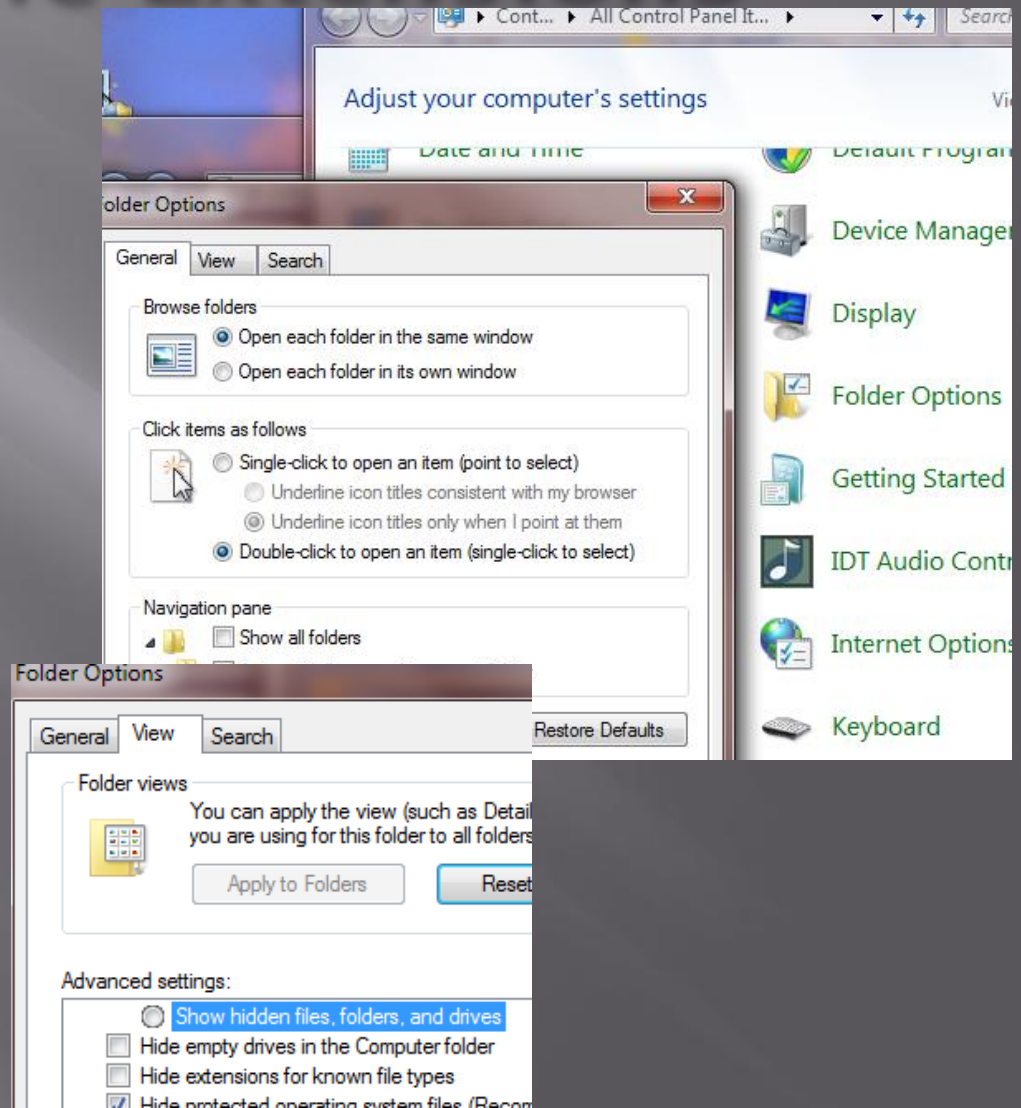 Cont... All Control Panel It...
Adjust your computer's settings
Date and Time
Folder Options
General View Search
Browse folders
Open each folder in the same window
Open each folder in its own window
Click items as follows
Single-click to open an item (point to select)
Underline icon titles consistent with my browser
Underline icon titles only when I point at them
Double-click to open an item (single-click to select)
Navigation pane
Show all folders
Restore Defaults
Default
Device
Display
Folder Options
Getting Started
IDT Audio
Internet Options
Keyboard
Folder Options
General View Search
Folder views
You can apply the view (such as
you are using for this folder to all folders
Apply to Folders Reset
Advanced settings:
Show hidden files, folders, and drives
Hide empty drives in the Computer folder
Hide extensions for known file types
Hide protected operating system files